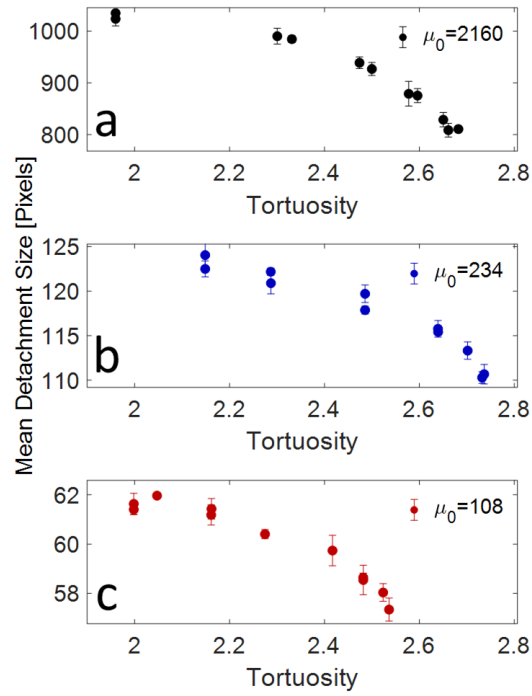 1000
900
800
a
μ0=2160
2 2.2 2.4 2.6 2.8
Tortuosity
Mean Detachment Size [Pixels]
125
120
115
110
b
μ0=234
2 2.2 2.4 2.6 2.8
Tortuosity
62
60
58
c
μ0=108
2 2.2 2.4 2.6 2.8
Tortuosity